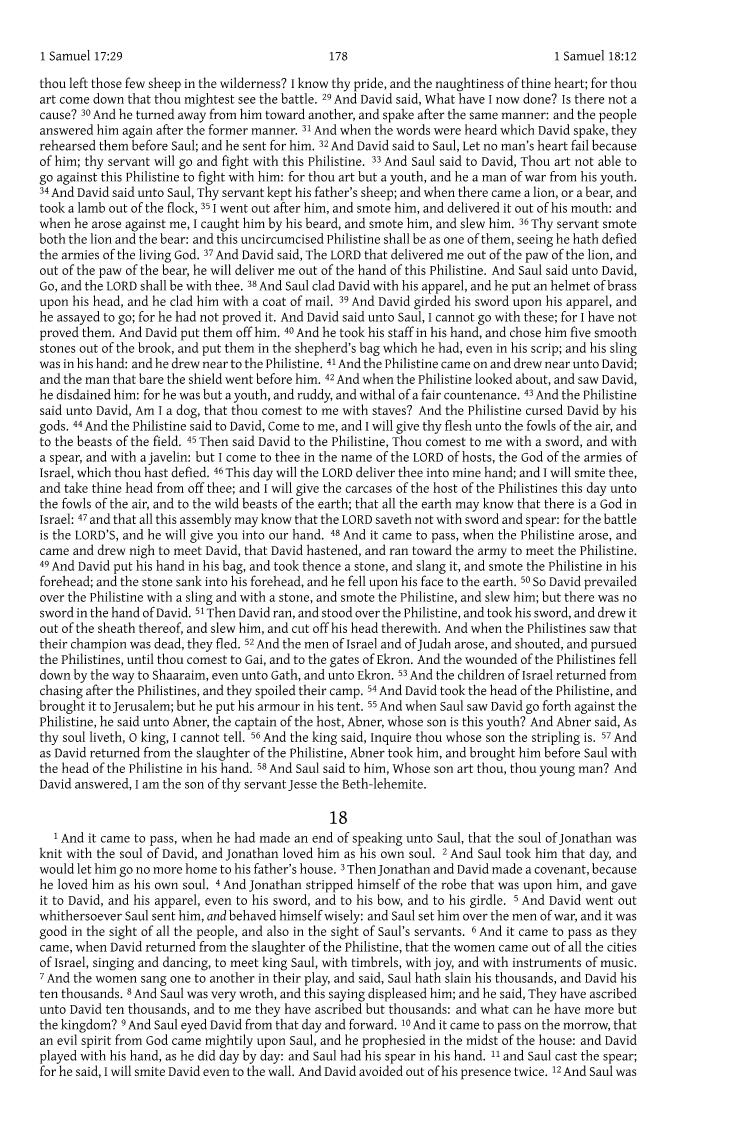 1 Samuel 17:29 178 1 Samuel 18:12
thou left those few sheep in the wilderness? I know thy pride, and the naughtiness of thine heart; for thou
art come down that thou mightest see the battle. 29 And David said, What have I now done? Is there not a
cause? 30 And he turned away from him toward another, and spake after the same manner: and the people
answered him again after the former manner. 31 And when the words were heard which David spake, they
rehearsed them before Saul; and he sent for him. 32 And David said to Saul, Let no man’s heart fail because
of him; thy servant will go and fight with this Philistine. 33 And Saul said to David, Thou art not able to
go against this Philistine to fight with him: for thou art but a youth, and he a man of war from his youth.
34 And David said unto Saul, Thy servant kept his father’s sheep; and when there came a lion, or a bear, and
took a lamb out of the flock, 35 I went out after him, and smote him, and delivered it out of his mouth: and
when he arose against me, I caught him by his beard, and smote him, and slew him. 36 Thy servant smote
both the lion and the bear: and this uncircumcised Philistine shall be as one of them, seeing he hath defied
the armies of the living God. 37 And David said, The LORD that delivered me out of the paw of the lion, and
out of the paw of the bear, he will deliver me out of the hand of this Philistine. And Saul said unto David,
Go, and the LORD shall be with thee. 38 And Saul clad David with his apparel, and he put an helmet of brass
upon his head, and he clad him with a coat of mail. 39 And David girded his sword upon his apparel, and
he assayed to go; for he had not proved it. And David said unto Saul, I cannot go with these; for I have not
proved them. And David put them off him. 40 And he took his staff in his hand, and chose him five smooth
stones out of the brook, and put them in the shepherd’s bag which he had, even in his scrip; and his sling
was in his hand: and he drew near to the Philistine. 41 And the Philistine came on and drew near unto David;
and the man that bare the shield went before him. 42 And when the Philistine looked about, and saw David,
he disdained him: for he was but a youth, and ruddy, and withal of a fair countenance. 43 And the Philistine
said unto David, Am I a dog, that thou comest to me with staves? And the Philistine cursed David by his
gods. 44 And the Philistine said to David, Come to me, and I will give thy flesh unto the fowls of the air, and
to the beasts of the field. 45 Then said David to the Philistine, Thou comest to me with a sword, and with
a spear, and with a javelin: but I come to thee in the name of the LORD of hosts, the God of the armies of
Israel, which thou hast defied. 46 This day will the LORD deliver thee into mine hand; and I will smite thee,
and take thine head from off thee; and I will give the carcases of the host of the Philistines this day unto
the fowls of the air, and to the wild beasts of the earth; that all the earth may know that there is a God in
Israel: 47 and that all this assembly may know that the LORD saveth not with sword and spear: for the battle
is the LORD’S, and he will give you into our hand. 48 And it came to pass, when the Philistine arose, and
came and drew nigh to meet David, that David hastened, and ran toward the army to meet the Philistine.
49 And David put his hand in his bag, and took thence a stone, and slang it, and smote the Philistine in his
forehead; and the stone sank into his forehead, and he fell upon his face to the earth. 50 So David prevailed
over the Philistine with a sling and with a stone, and smote the Philistine, and slew him; but there was no
sword in the hand of David. 51 Then David ran, and stood over the Philistine, and took his sword, and drew it
out of the sheath thereof, and slew him, and cut off his head therewith. And when the Philistines saw that
their champion was dead, they fled. 52 And the men of Israel and of Judah arose, and shouted, and pursued
the Philistines, until thou comest to Gai, and to the gates of Ekron. And the wounded of the Philistines fell
down by the way to Shaaraim, even unto Gath, and unto Ekron. 53 And the children of Israel returned from
chasing after the Philistines, and they spoiled their camp. 54 And David took the head of the Philistine, and
brought it to Jerusalem; but he put his armour in his tent. 55 And when Saul saw David go forth against the
Philistine, he said unto Abner, the captain of the host, Abner, whose son is this youth? And Abner said, As
thy soul liveth, O king, I cannot tell. 56 And the king said, Inquire thou whose son the stripling is. 57 And
as David returned from the slaughter of the Philistine, Abner took him, and brought him before Saul with
the head of the Philistine in his hand. 58 And Saul said to him, Whose son art thou, thou young man? And
David answered, I am the son of thy servant Jesse the Beth-lehemite.
18
1 And it came to pass, when he had made an end of speaking unto Saul, that the soul of Jonathan was
knit with the soul of David, and Jonathan loved him as his own soul. 2 And Saul took him that day, and
would let him go no more home to his father’s house. 3 Then Jonathan and David made a covenant, because
he loved him as his own soul. 4 And Jonathan stripped himself of the robe that was upon him, and gave
it to David, and his apparel, even to his sword, and to his bow, and to his girdle. 5 And David went out
whithersoever Saul sent him, and behaved himself wisely: and Saul set him over the men of war, and it was
good in the sight of all the people, and also in the sight of Saul’s servants. 6 And it came to pass as they
came, when David returned from the slaughter of the Philistine, that the women came out of all the cities
of Israel, singing and dancing, to meet king Saul, with timbrels, with joy, and with instruments of music.
7 And the women sang one to another in their play, and said, Saul hath slain his thousands, and David his
ten thousands. 8 And Saul was very wroth, and this saying displeased him; and he said, They have ascribed
unto David ten thousands, and to me they have ascribed but thousands: and what can he have more but
the kingdom? 9 And Saul eyed David from that day and forward. 10 And it came to pass on the morrow, that
an evil spirit from God came mightily upon Saul, and he prophesied in the midst of the house: and David
played with his hand, as he did day by day: and Saul had his spear in his hand. 11 and Saul cast the spear;
for he said, I will smite David even to the wall. And David avoided out of his presence twice. 12 And Saul was